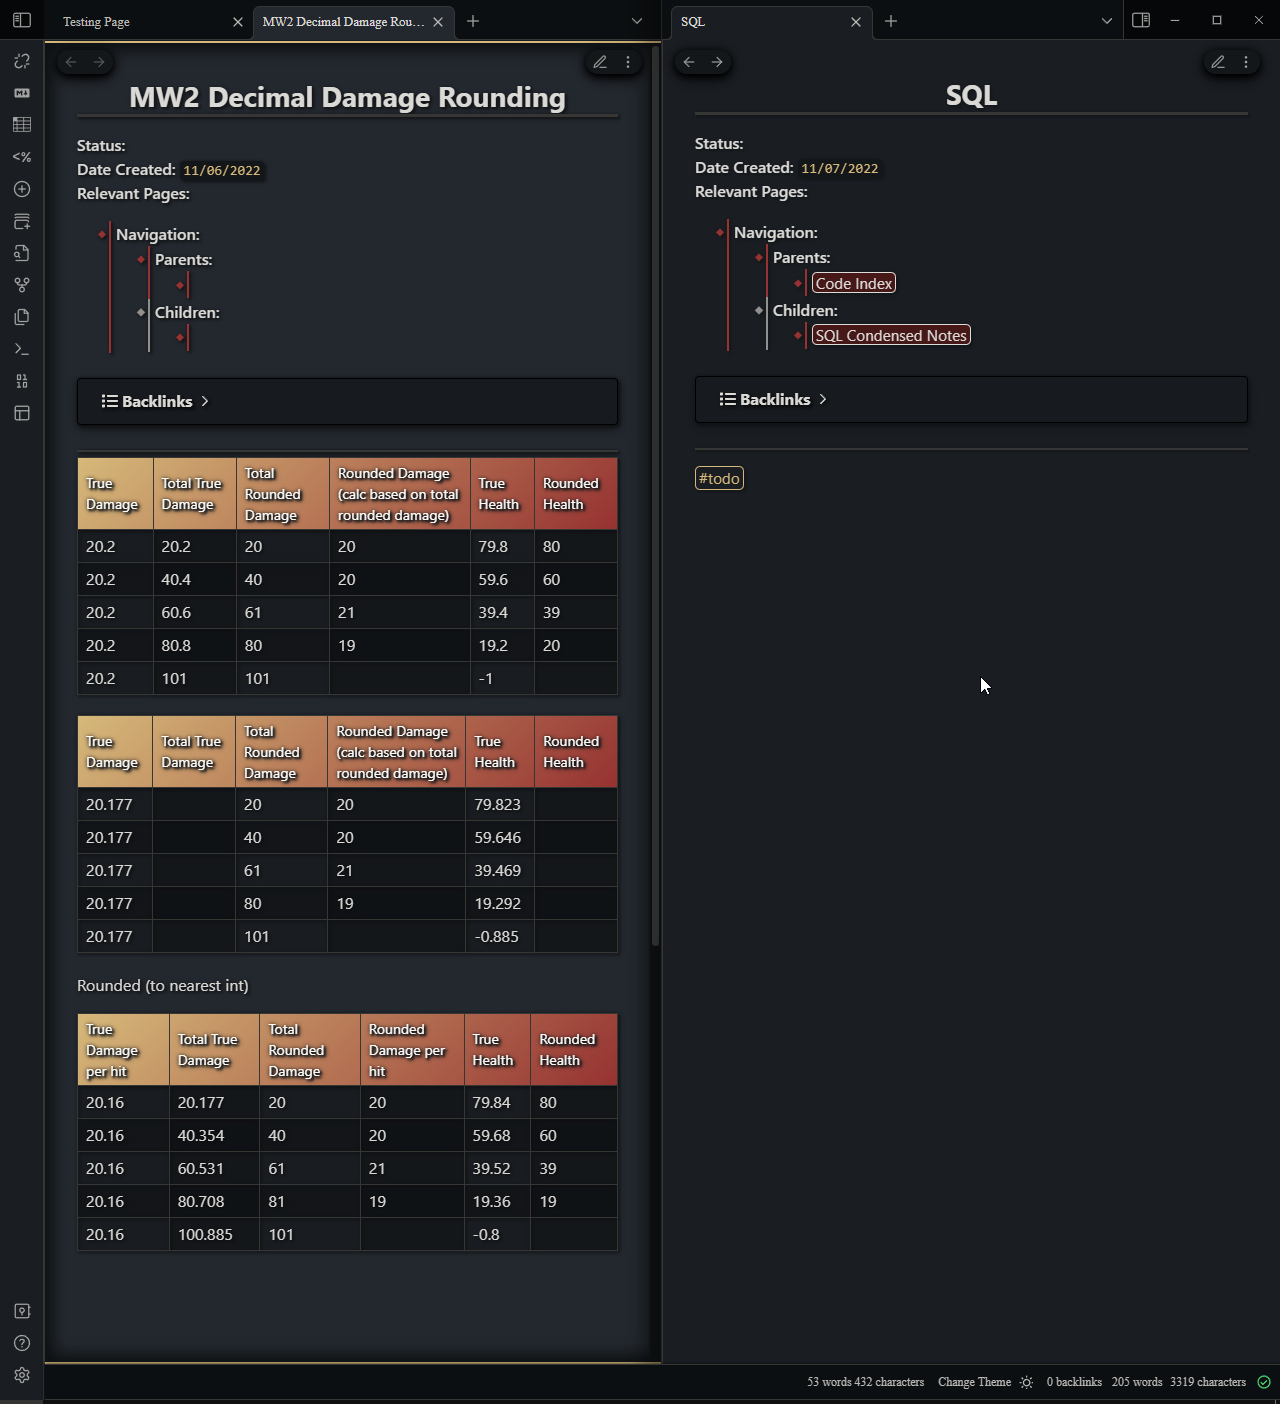 Testing Page
MW2 Decimal Damage Rou...
SQL
MW2 Decimal Damage Rounding
Status:
Date Created: 11/06/2022
Relevant Pages:
Navigation:
Parents:
Children:
Backlinks
True Damage | Total True Damage | Total Rounded Damage | Rounded Damage (calc based on total rounded damage) | True Health | Rounded Health
20.2 | 20.2 | 20 | 20 | 79.8 | 80
20.2 | 40.4 | 40 | 20 | 59.6 | 60
20.2 | 60.6 | 61 | 21 | 39.4 | 39
20.2 | 80.8 | 80 | 19 | 19.2 | 20
20.2 | 101 | 101 | | -1 |
True Damage | Total True Damage | Total Rounded Damage | Rounded Damage (calc based on total rounded damage) | True Health | Rounded Health
20.177 | | 20 | 20 | 79.823 |
20.177 | | 40 | 20 | 59.646 |
20.177 | | 61 | 21 | 39.469 |
20.177 | | 80 | 19 | 19.292 |
20.177 | | 101 | | -0.885 |
Rounded (to nearest int)
True Damage per hit | Total True Damage | Total Rounded Damage | Rounded Damage per hit | True Health | Rounded Health
20.16 | 20.177 | 20 | 20 | 79.84 | 80
20.16 | 40.354 | 40 | 20 | 59.68 | 60
20.16 | 60.531 | 61 | 21 | 39.52 | 39
20.16 | 80.708 | 81 | 19 | 19.36 | 19
20.16 | 100.885 | 101 | | -0.8 |
SQL
Status:
Date Created: 11/07/2022
Relevant Pages:
Navigation:
Parents:
Code Index
Children:
SQL Condensed Notes
Backlinks
#todo
53 words 432 characters Change Theme 0 backlinks 205 words 3319 characters